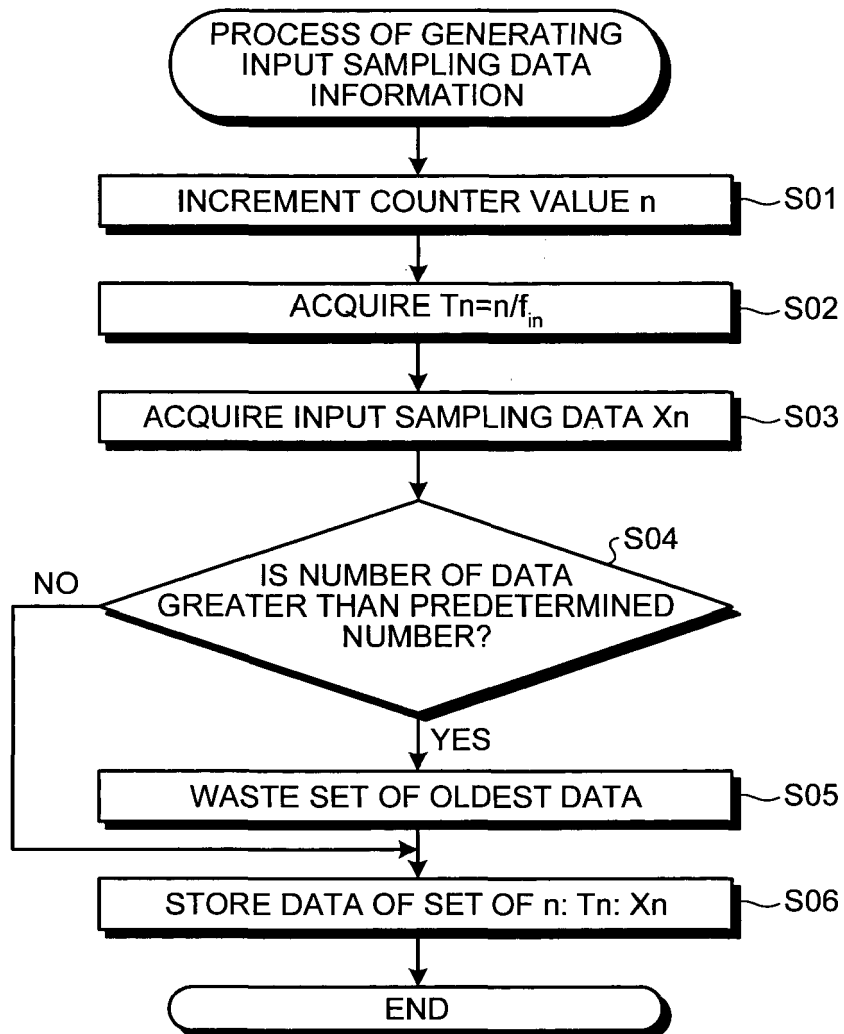 PROCESS OF GENERATING
INPUT SAMPLING DATA
INFORMATION
INCREMENT COUNTER VALUE n
S01
ACQUIRE Tn=n/fin
S02
ACQUIRE INPUT SAMPLING DATA Xn
S03
S04
NO
IS NUMBER OF DATA
GREATER THAN PREDETERMINED
NUMBER?
YES
WASTE SET OF OLDEST DATA
S05
STORE DATA OF SET OF n: Tn: Xn
S06
END